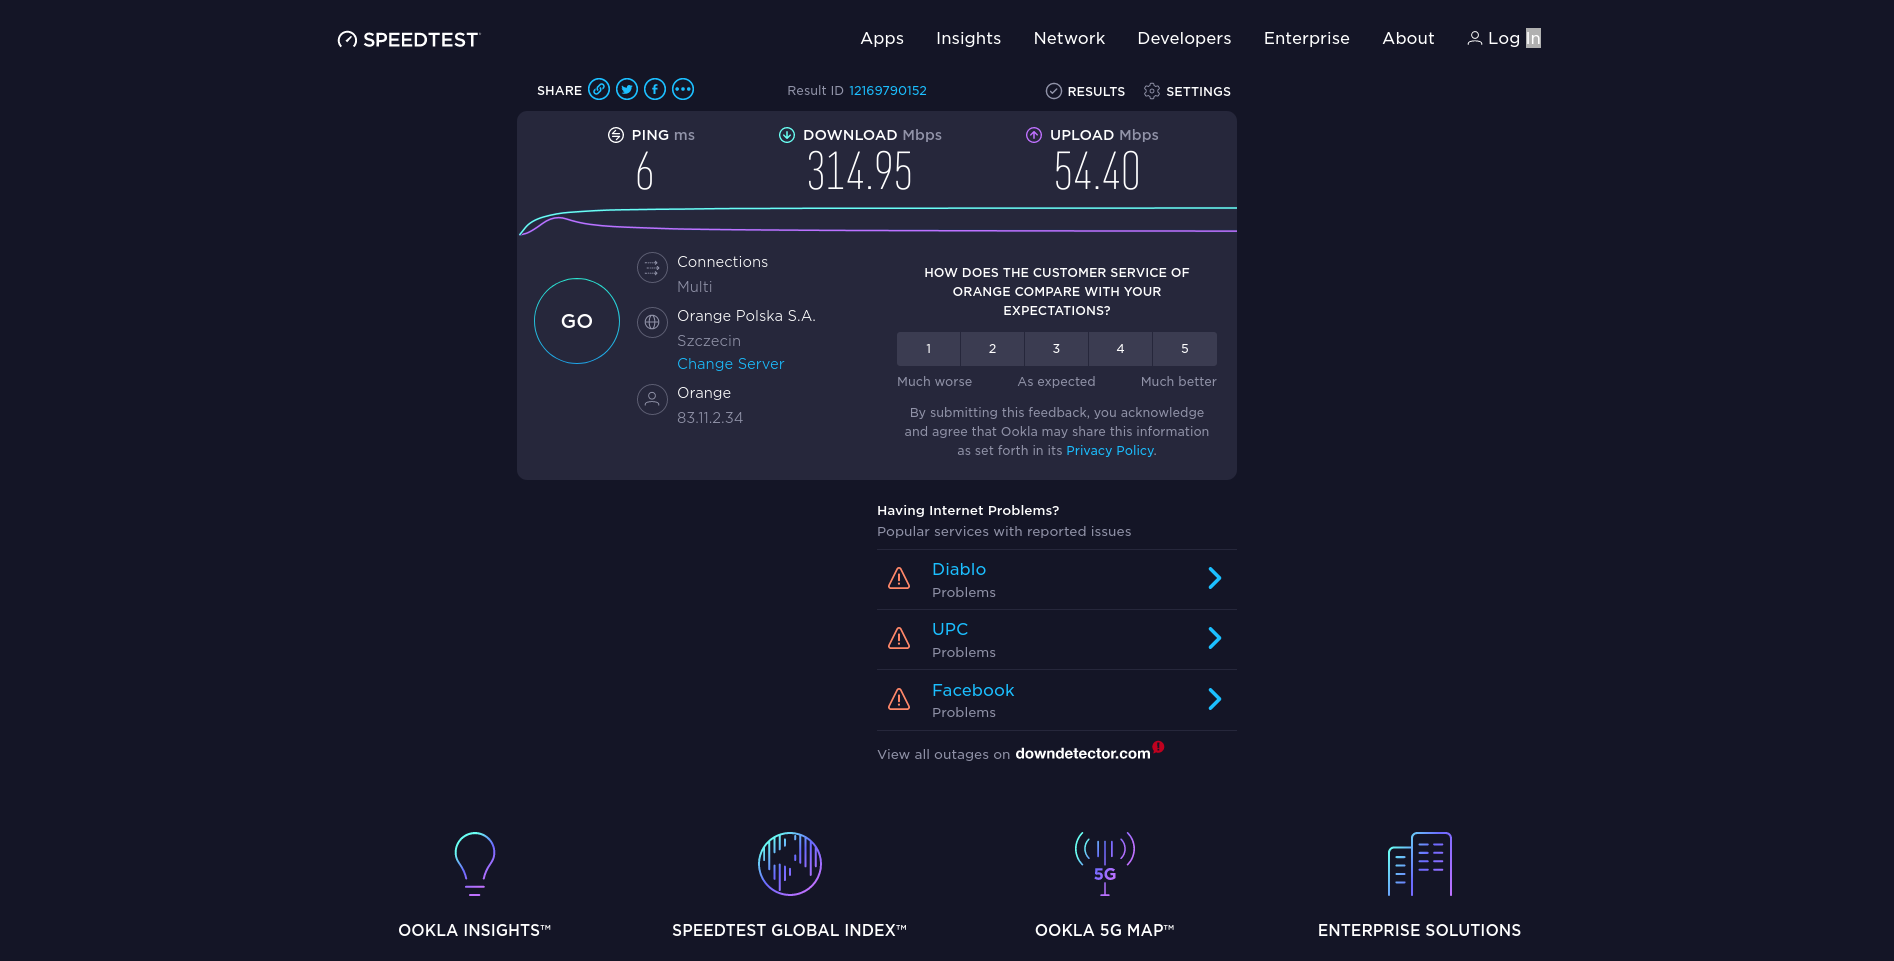 SPEEDTEST
Apps Insights Network Developers Enterprise About Log In
SHARE Result ID 12169790152 RESULTS SETTINGS
PING ms DOWNLOAD Mbps UPLOAD Mbps
6 314.95 54.40
GO
Connections
Multi
Orange Polska S.A.
Szczecin
Change Server
Orange
83.11.2.34
HOW DOES THE CUSTOMER SERVICE OF
ORANGE COMPARE WITH YOUR
EXPECTATIONS?
1 2 3 4 5
Much worse As expected Much better
By submitting this feedback, you acknowledge
and agree that Ookla may share this information
as set forth in its Privacy Policy.
Having Internet Problems?
Popular services with reported issues
Diablo
Problems
UPC
Problems
Facebook
Problems
View all outages on downdetector.com
5G
OOKLA INSIGHTS™ SPEEDTEST GLOBAL INDEX™ OOKLA 5G MAP™ ENTERPRISE SOLUTIONS